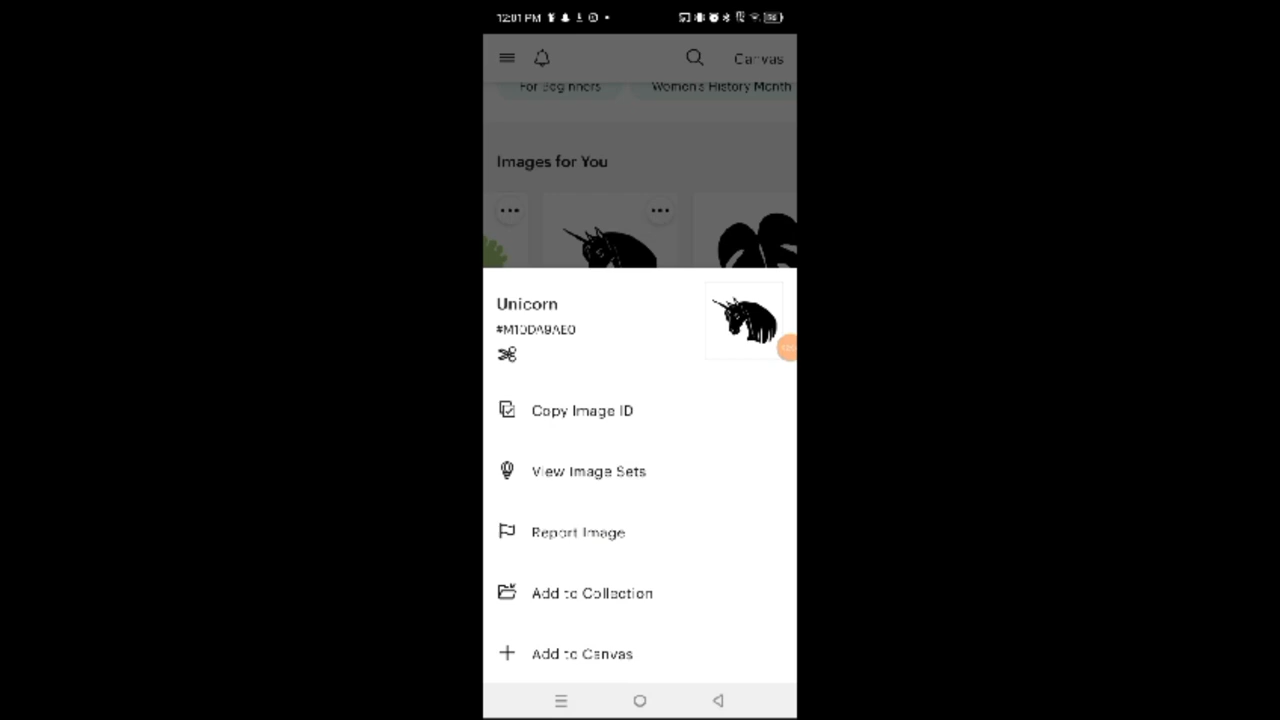 12:01 PM
Canvas
For Beginners
Women's History Month
Images for You
Unicorn
#M10DA9AE0
Copy Image ID
View Image Sets
Report Image
Add to Collection
Add to Canvas